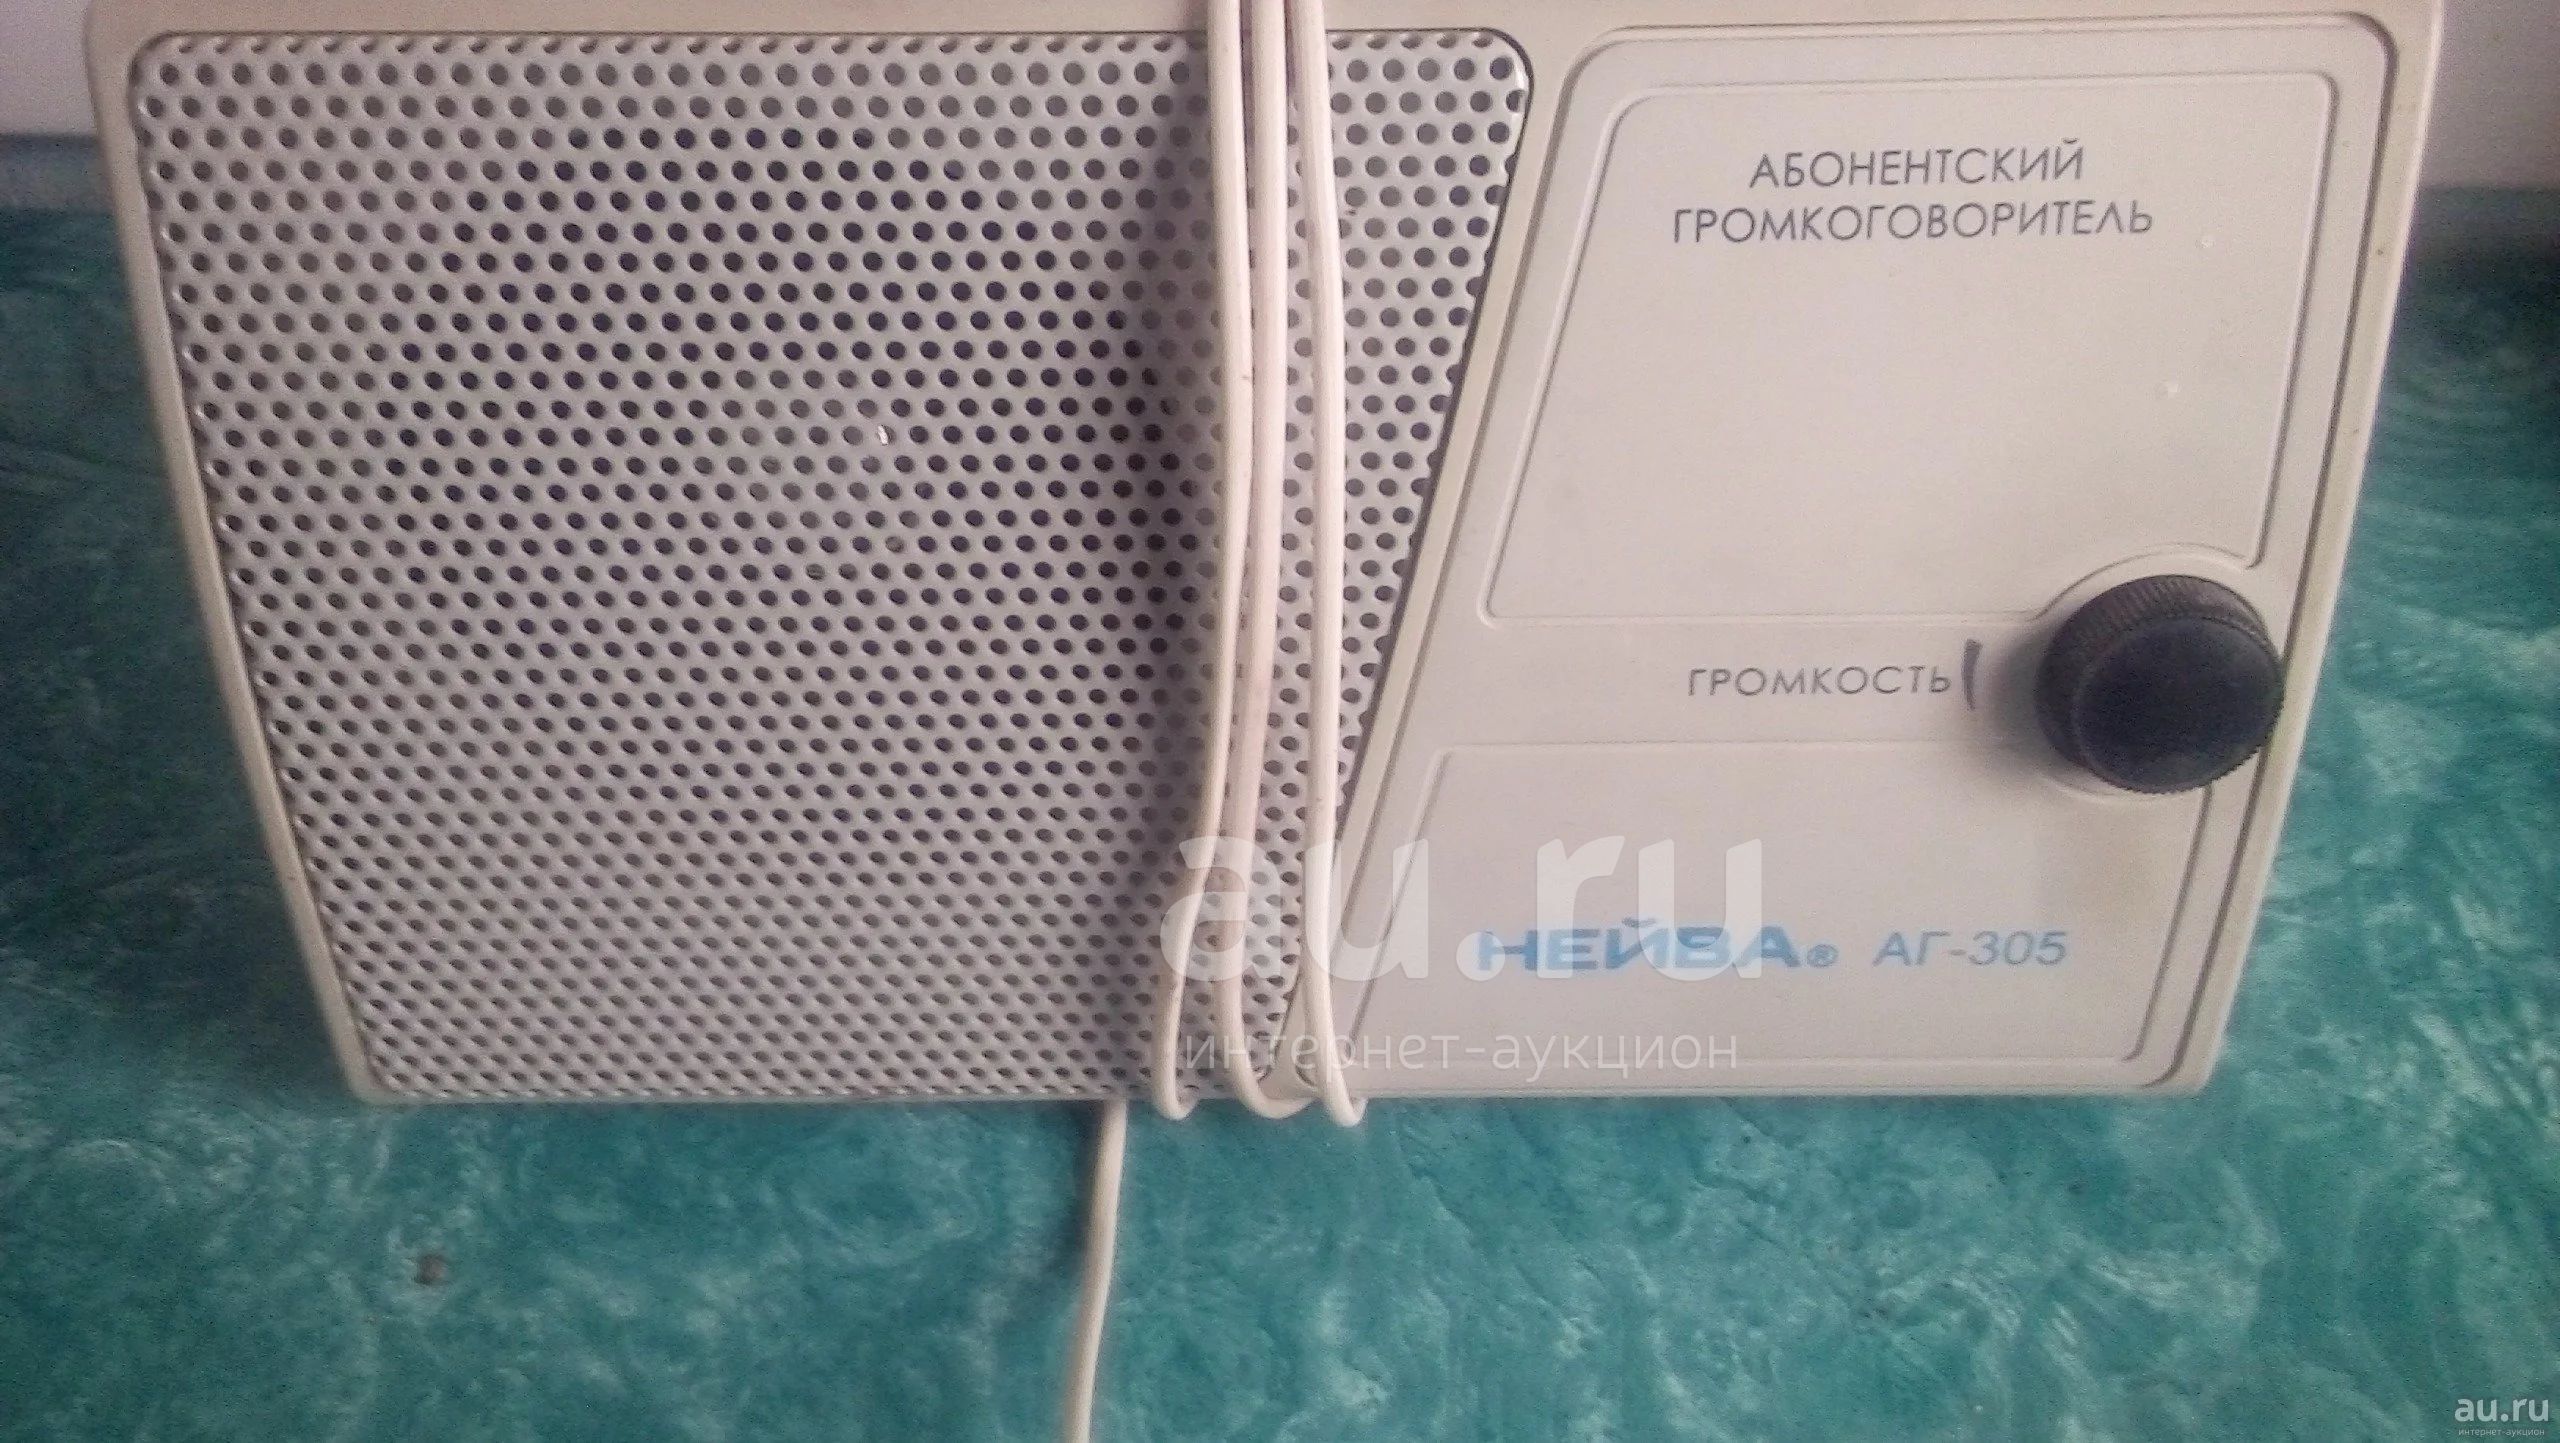 АБОНЕНТСКИЙ
ГРОМКОГОВОРИТЕЛЬ
ГРОМКОСТЬ
НЕЙВА® АГ-305
au.ru
интернет-аукцион
au.ru
интернет-аукцион